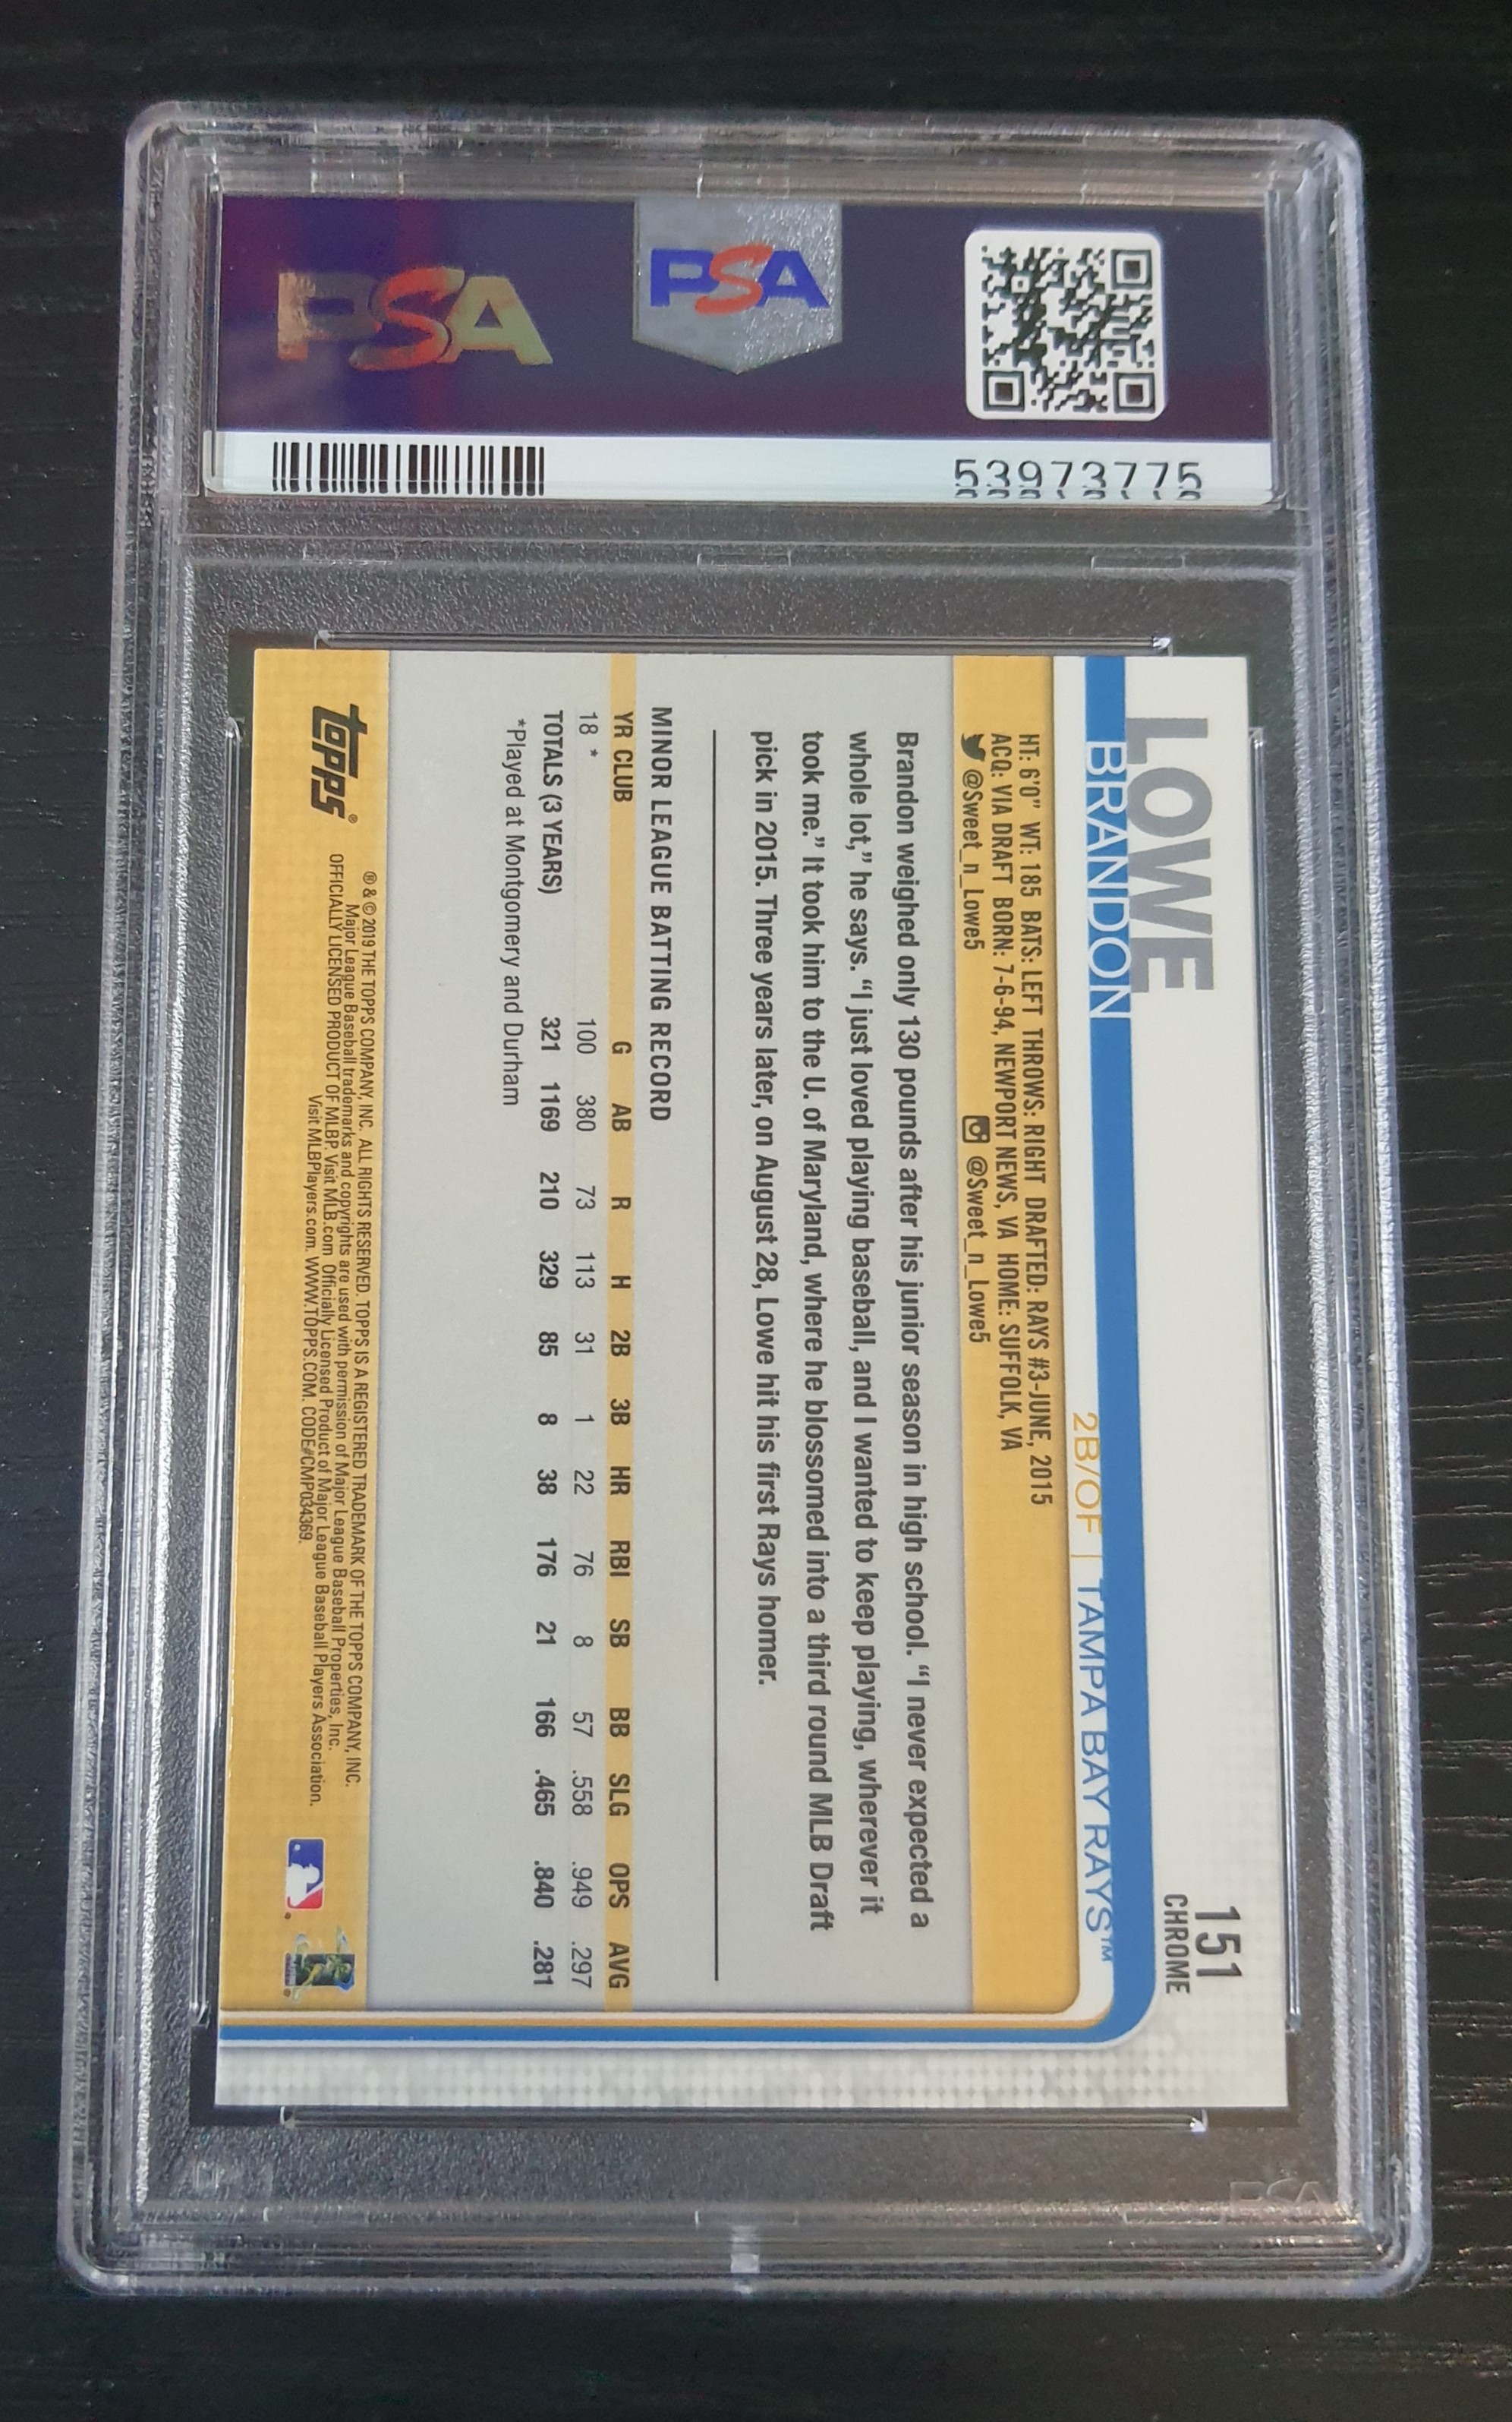 PSA
PSA
53973775
151
CHROME
LOWE
BRANDON
2B/OF | TAMPA BAY RAYS™
HT: 6'0" WT: 185 BATS: LEFT THROWS: RIGHT DRAFTED: RAYS #3-JUNE, 2015
ACQ: VIA DRAFT BORN: 7-6-94, NEWPORT NEWS, VA HOME: SUFFOLK, VA
@Sweet_n_Lowe5 @Sweet_n_Lowe5
Brandon weighed only 130 pounds after his junior season in high school. “I never expected a
whole lot,” he says. “I just loved playing baseball, and I wanted to keep playing, wherever it
took me.” It took him to the U. of Maryland, where he blossomed into a third round MLB Draft
pick in 2015. Three years later, on August 28, Lowe hit his first Rays homer.
MINOR LEAGUE BATTING RECORD
YR CLUB G AB R H 2B 3B HR RBI SB BB SLG OPS AVG
18 * 100 380 73 113 31 1 22 76 8 57 .558 .949 .297
TOTALS (3 YEARS) 321 1169 210 329 85 8 38 176 21 166 .465 .840 .281
*Played at Montgomery and Durham
topps®
® & © 2019 THE TOPPS COMPANY, INC. ALL RIGHTS RESERVED. TOPPS IS A REGISTERED TRADEMARK OF THE TOPPS COMPANY, INC.
Major League Baseball trademarks and copyrights are used with permission of Major League Baseball Properties, Inc.
OFFICIALLY LICENSED PRODUCT OF MLBP. Visit MLB.com Officially Licensed Product of Major League Baseball Players Association.
Visit MLBPlayers.com. WWW.TOPPS.COM. CODE#CMP034369.
PSA